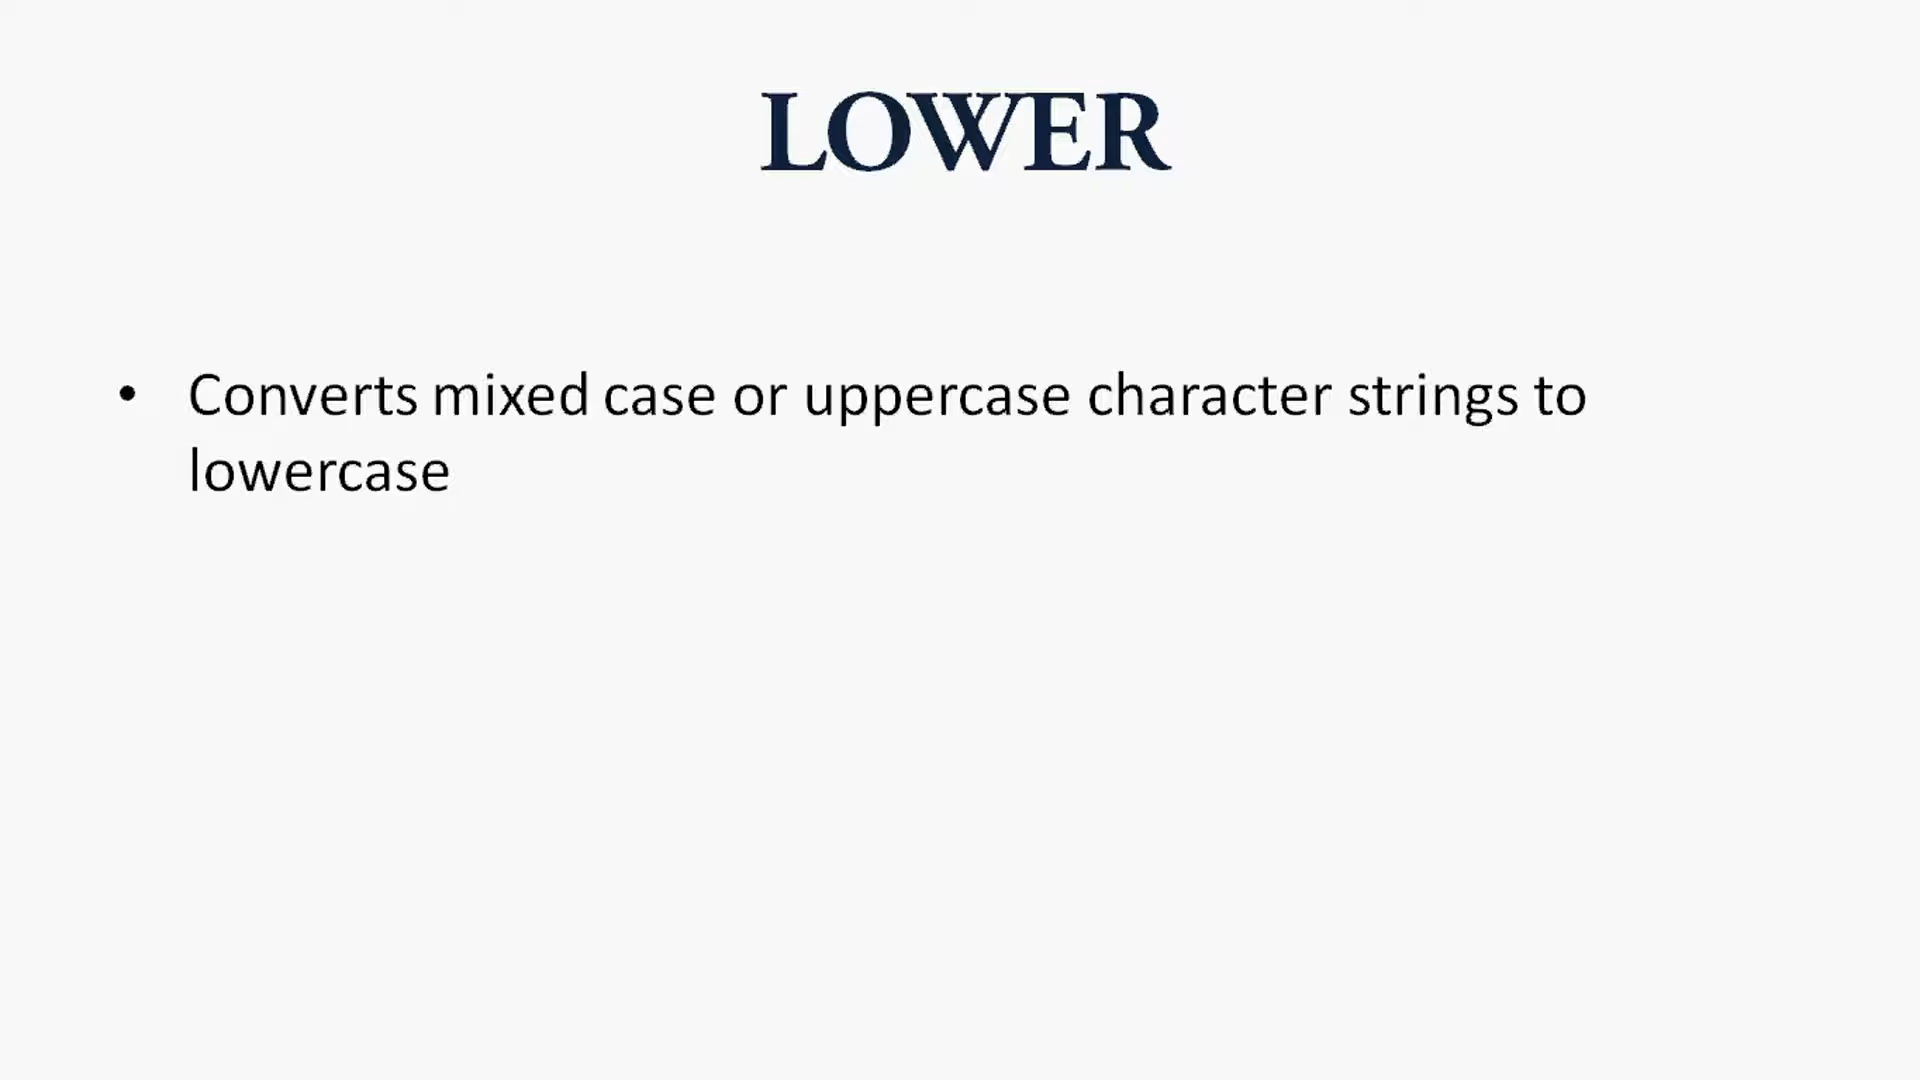 LOWER
• Converts mixed case or uppercase character strings to
lowercase